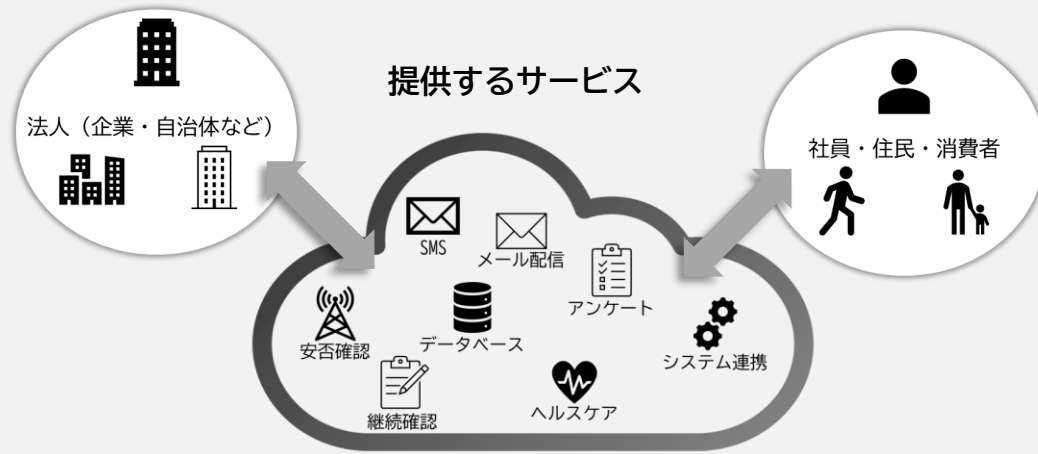 提供するサービス
法人（企業・自治体など）
社員・住民・消費者
SMS
メール配信
アンケート
安否確認
データベース
システム連携
継続確認
ヘルスケア